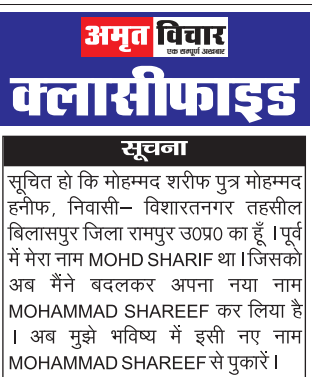 अमृत विचार
एक सम्पूर्ण अखबार
क्लासीफाइड
सूचना
सूचित हो कि मोहम्मद शरीफ पुत्र मोहम्मद
हनीफ, निवासी– विशारतनगर तहसील
बिलासपुर जिला रामपुर उ0प्र0 का हूँ । पूर्व
में मेरा नाम MOHD SHARIF था । जिसको
अब मैंने बदलकर अपना नया नाम
MOHAMMAD SHAREEF कर लिया है
। अब मुझे भविष्य में इसी नए नाम
MOHAMMAD SHAREEF से पुकारें ।